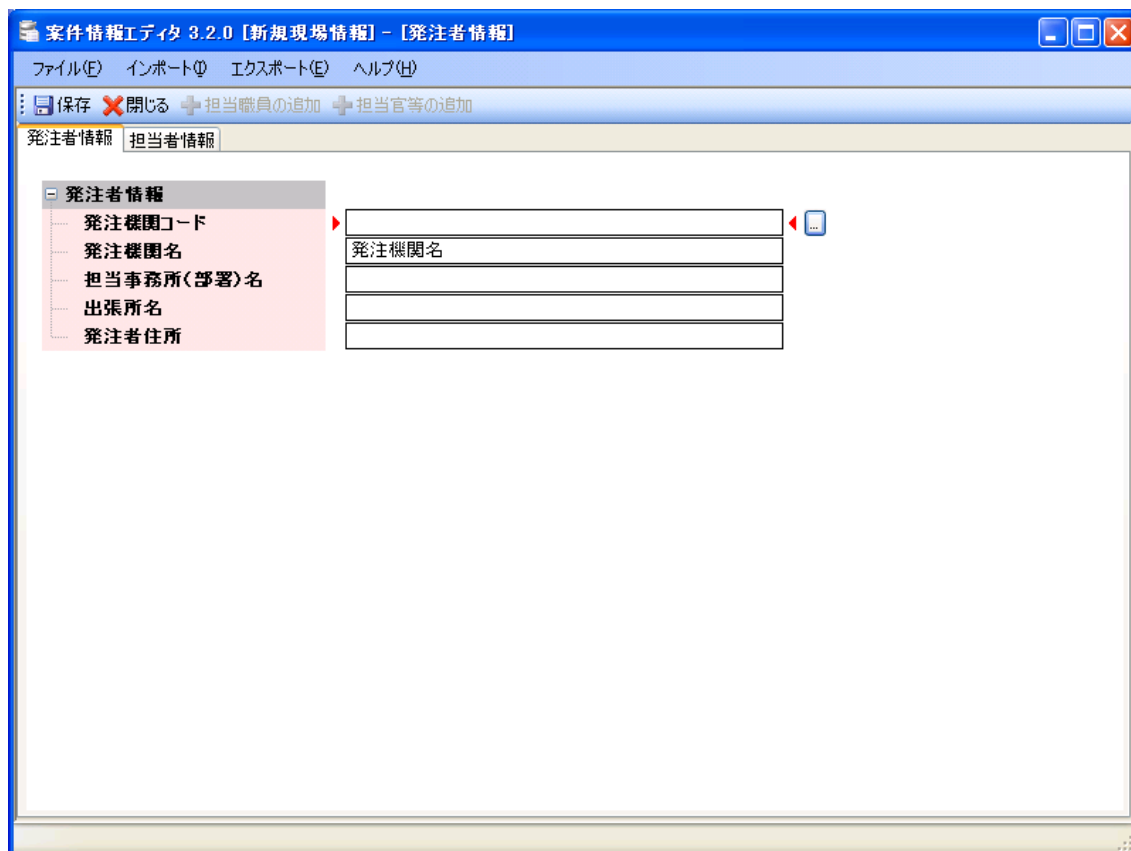 案件情報エディタ 3.2.0 [新規現場情報] - [発注者情報]
ファイル(F) インポート(I) エクスポート(E) ヘルプ(H)
保存 閉じる 担当職員の追加 担当官等の追加
発注者情報 担当者情報
発注者情報
発注機関コード ...
発注機関名 発注機関名
担当事務所(部署)名
出張所名
発注者住所